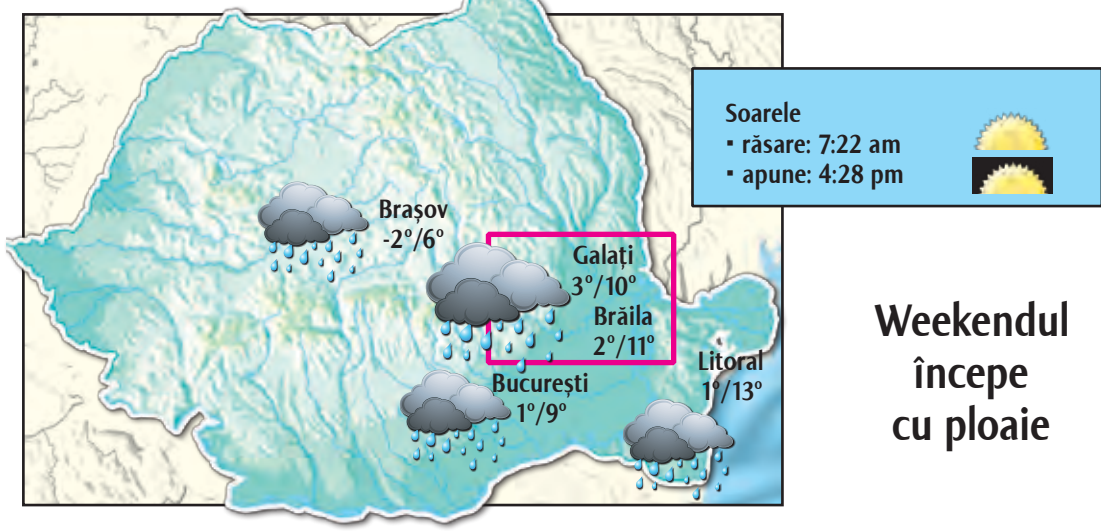 Soarele
▪ răsare: 7:22 am
▪ apune: 4:28 pm
Brașov
-2°/6°
Galați
3°/10°
Brăila
2°/11°
Litoral
1°/13°
București
1°/9°
Weekendul
începe
cu ploaie